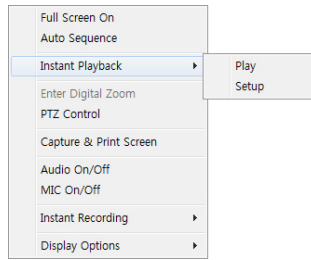 Full Screen On
Auto Sequence
Instant Playback
Play
Setup
Enter Digital Zoom
PTZ Control
Capture & Print Screen
Audio On/Off
MIC On/Off
Instant Recording
Display Options